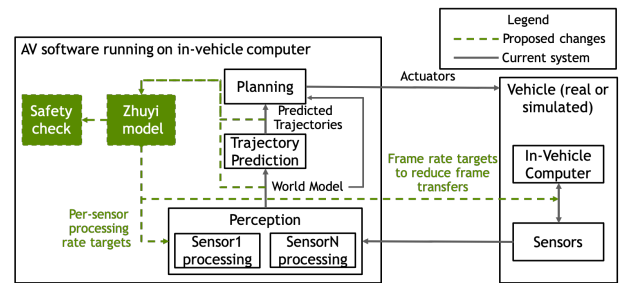 Legend
Proposed changes
Current system
AV software running on in-vehicle computer
Safety
check
Zhuyi
model
Planning
Predicted
Trajectories
Trajectory
Prediction
World Model
Per-sensor
processing
rate targets
Perception
Sensor1
processing
SensorN
processing
Actuators
Frame rate targets
to reduce frame
transfers
Vehicle (real or
simulated)
In-Vehicle
Computer
Sensors